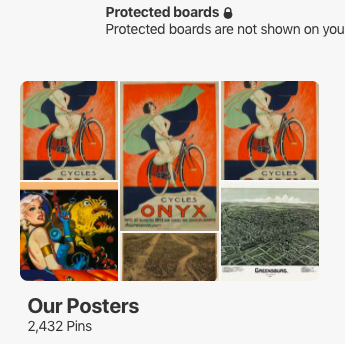 Protected boards
Protected boards are not shown on you
CYCLES
CYCLES
CYCLES
ONYX
GREENSBURG.
Our Posters
2,432 Pins